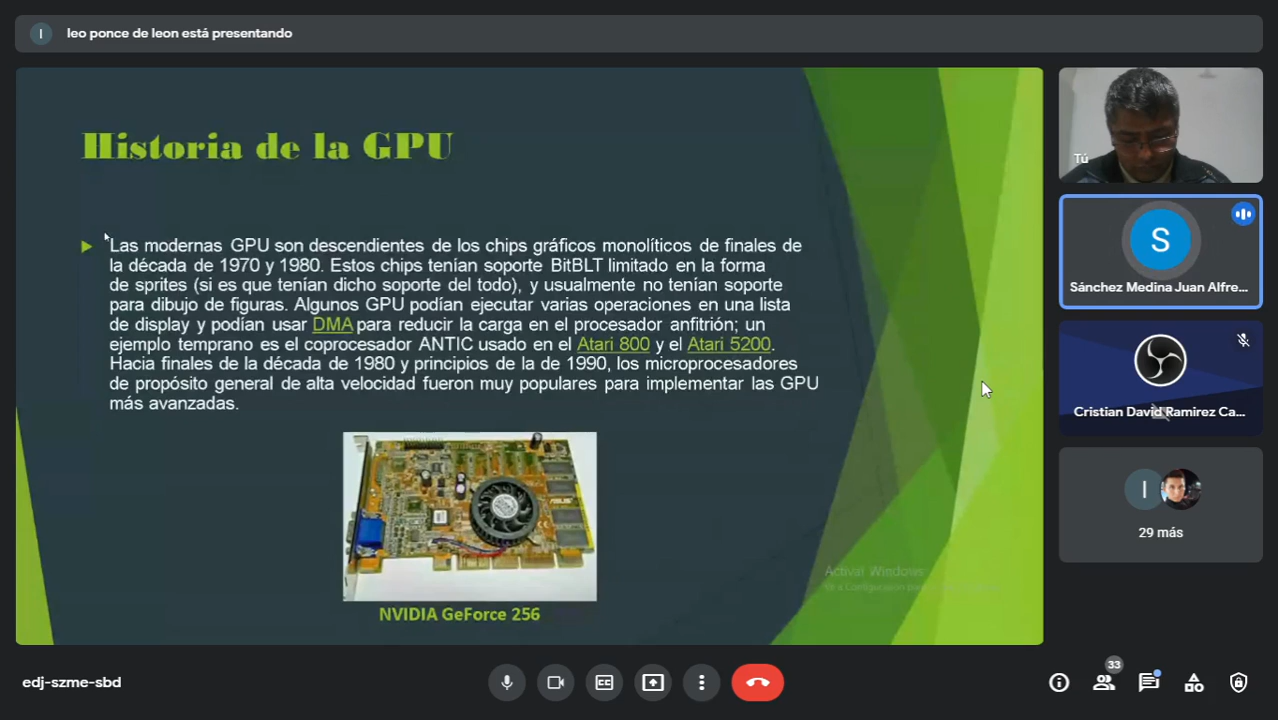 I leo ponce de leon está presentando
Historia de la GPU
Las modernas GPU son descendientes de los chips gráficos monolíticos de finales de
la década de 1970 y 1980. Estos chips tenían soporte BitBLT limitado en la forma
de sprites (si es que tenían dicho soporte del todo), y usualmente no tenían soporte
para dibujo de figuras. Algunos GPU podían ejecutar varias operaciones en una lista
de display y podían usar DMA para reducir la carga en el procesador anfitrión; un
ejemplo temprano es el coprocesador ANTIC usado en el Atari 800 y el Atari 5200.
Hacia finales de la década de 1980 y principios de la de 1990, los microprocesadores
de propósito general de alta velocidad fueron muy populares para implementar las GPU
más avanzadas.
NVIDIA GeForce 256
Activar Windows
Tú
S
Sánchez Medina Juan Alfre...
Cristian David Ramirez Ca...
I
29 más
edj-szme-sbd
CC
33